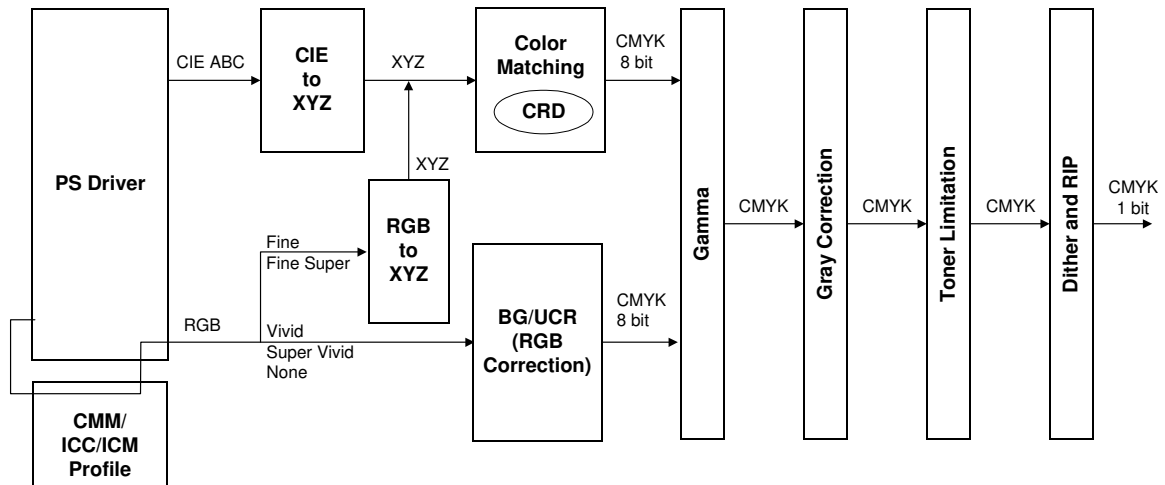 PS Driver
CIE ABC
CIE
to
XYZ
XYZ
Color
Matching
CRD
CMYK
8 bit
XYZ
RGB
to
XYZ
Fine
Fine Super
RGB
Vivid
Super Vivid
None
BG/UCR
(RGB
Correction)
CMYK
8 bit
CMM/
ICC/ICM
Profile
Gamma
CMYK
Gray Correction
CMYK
Toner Limitation
CMYK
Dither and RIP
CMYK
1 bit